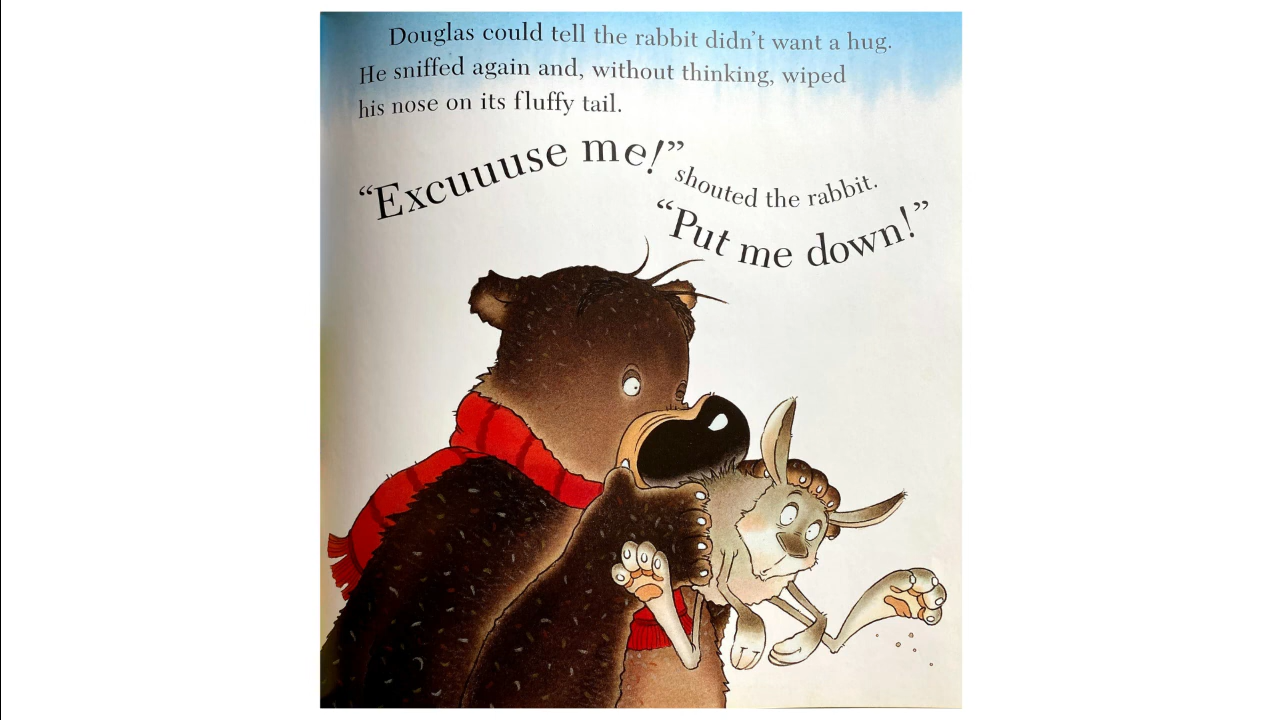 Douglas could tell the rabbit didn't want a hug.
He sniffed again and, without thinking, wiped
his nose on its fluffy tail.
“Excuuuse me!” shouted the rabbit.
“Put me down!”